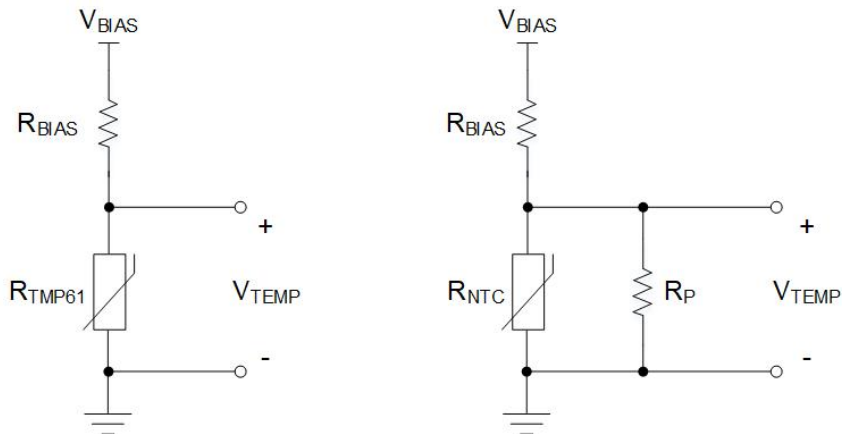 VBIAS
RBIAS
+
RTMP61
VTEMP
-
VBIAS
RBIAS
+
RNTC
RP
VTEMP
-